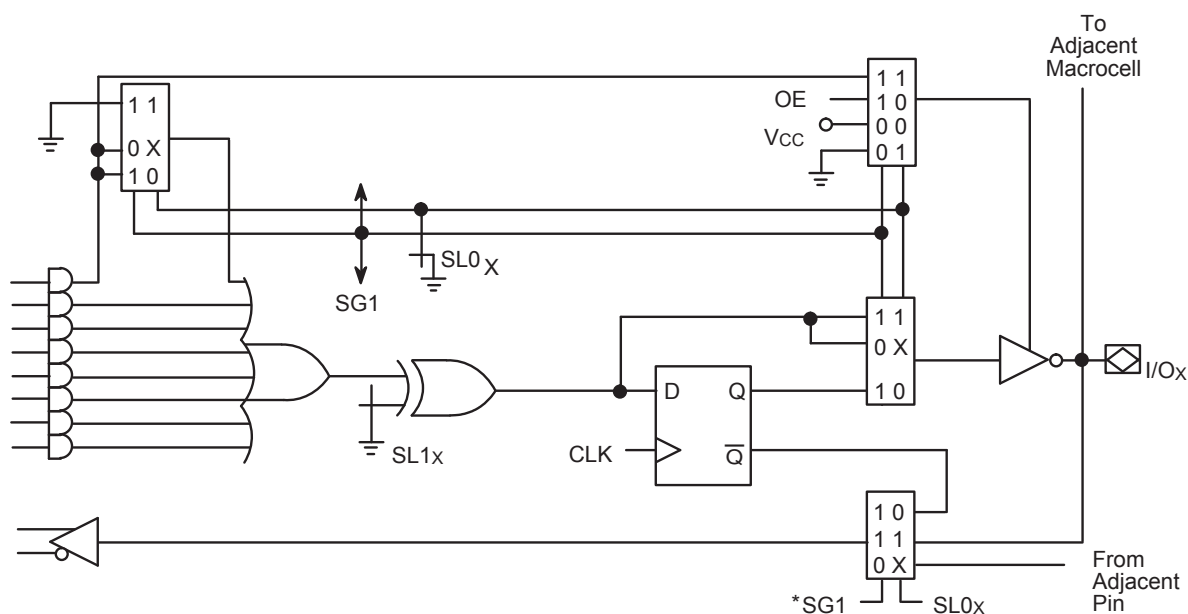 To
Adjacent
Macrocell
1 1
0 X
1 0
OE
VCC
1 1
1 0
0 0
0 1
SL0X
SG1
1 1
0 X
1 0
I/OX
D Q
CLK
Q̅
SL1X
1 0
1 1
0 X
From
Adjacent
Pin
*SG1
SL0X